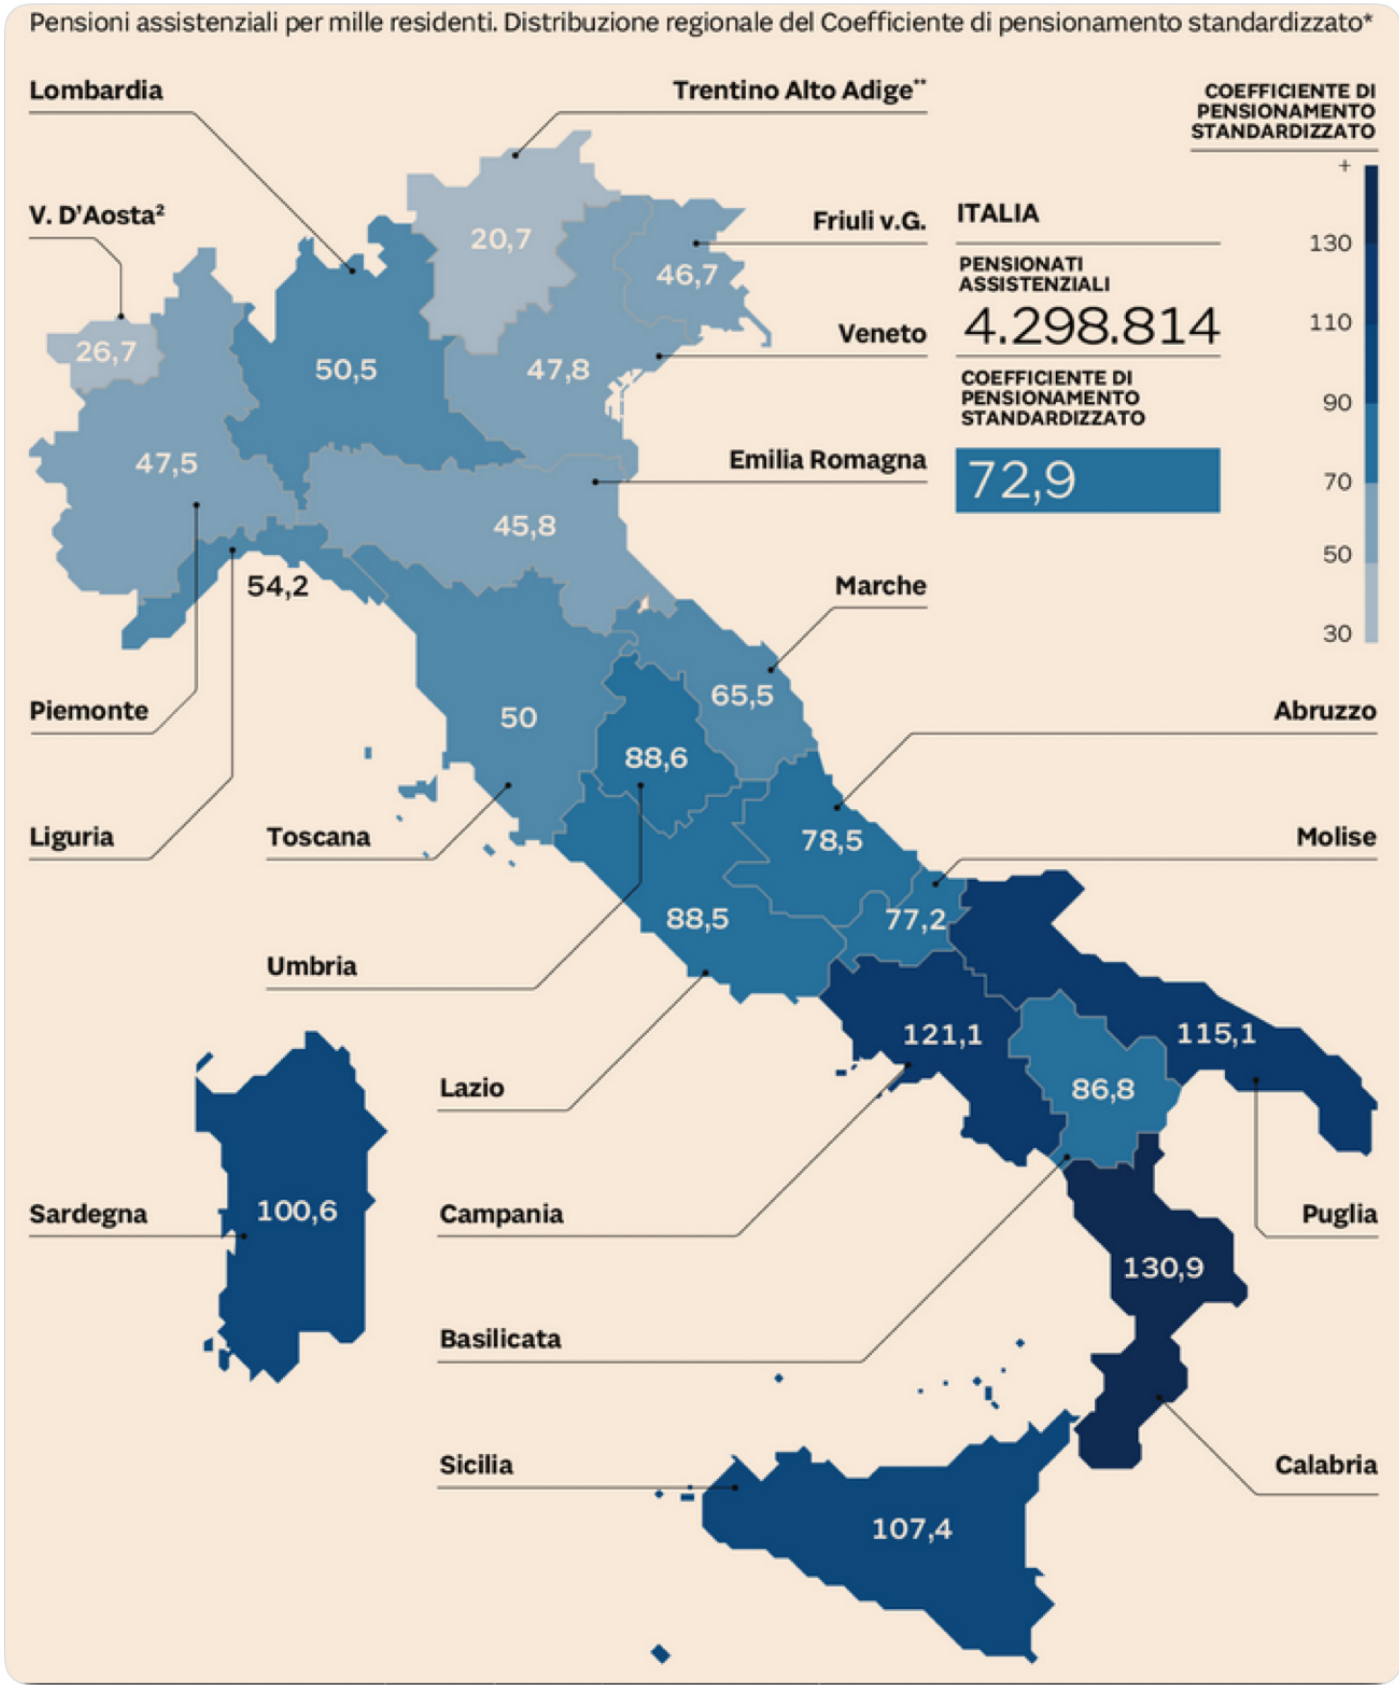 Pensioni assistenziali per mille residenti. Distribuzione regionale del Coefficiente di pensionamento standardizzato*
Lombardia
Trentino Alto Adige**
COEFFICIENTE DI
PENSIONAMENTO
STANDARDIZZATO
+
130
110
90
70
50
30
V. D'Aosta²
Friuli v.G.
ITALIA
PENSIONATI
ASSISTENZIALI
4.298.814
COEFFICIENTE DI
PENSIONAMENTO
STANDARDIZZATO
72,9
20,7
46,7
Veneto
26,7
50,5
47,8
Emilia Romagna
47,5
45,8
54,2
Marche
65,5
Piemonte
50
Abruzzo
88,6
Liguria
Toscana
78,5
Molise
88,5
77,2
Umbria
121,1
115,1
Lazio
86,8
Sardegna
100,6
Campania
Puglia
130,9
Basilicata
Sicilia
Calabria
107,4